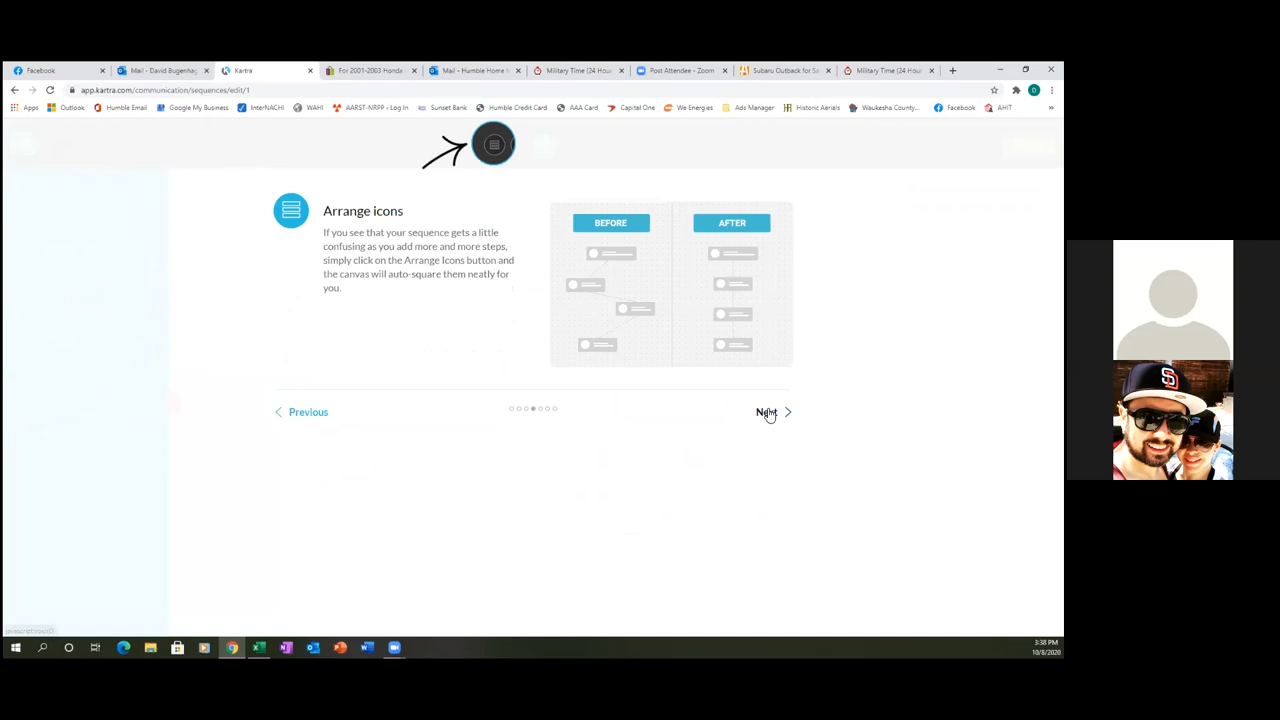 Facebook
Mail - David Bugenhag
Kartra
For 2001-2003 Honda
Mail - Humble Home I
Military Time (24 Hour
Post Attendee - Zoom
Subaru Outback for Sa
Military Time (24 Hour
app.kartra.com/communication/sequences/edit/1
Apps
Outlook
Humble Email
Google My Business
InterNACHI
WAHI
AARST-NRPP • Log In
Sunset Bank
Humble Credit Card
AAA Card
Capital One
We Energies
Ads Manager
Historic Aerials
Waukesha County...
Facebook
AHIT
Arrange icons
If you see that your sequence gets a little
confusing as you add more and more steps,
simply click on the Arrange Icons button and
the canvas will auto-square them neatly for
you.
BEFORE
AFTER
Previous
Next
3:38 PM
10/8/2020